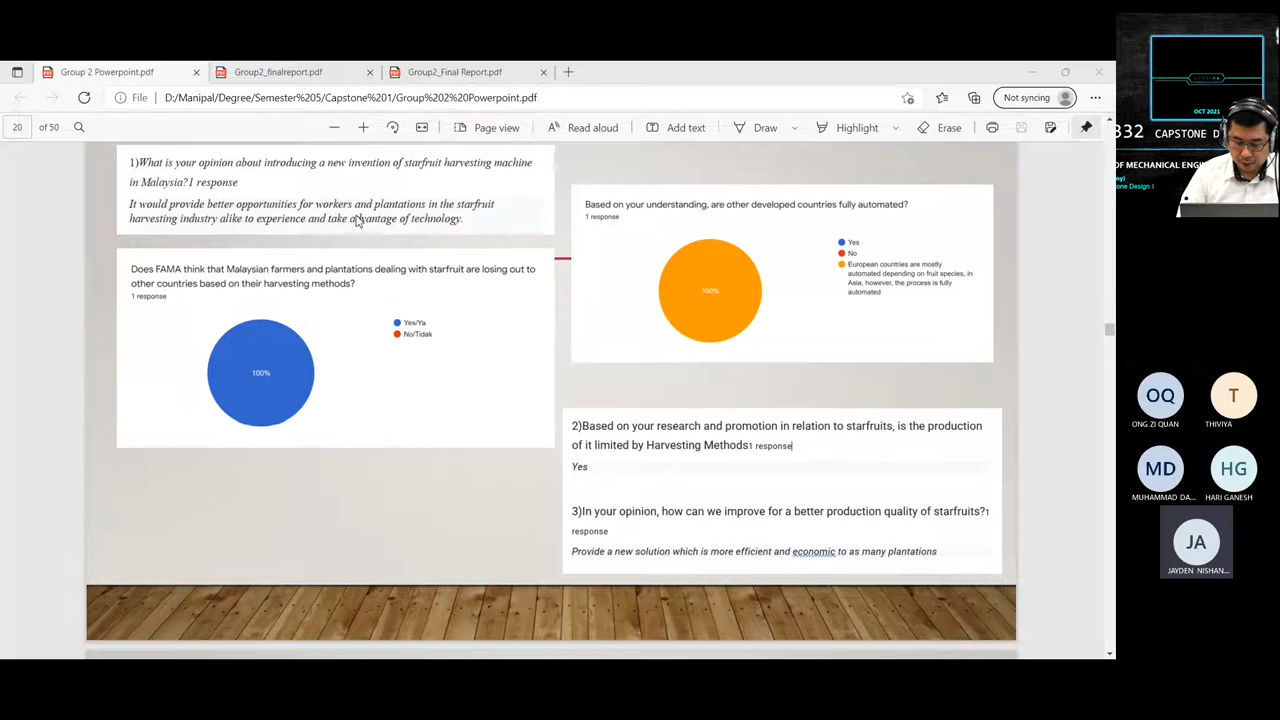 Group 2 Powerpoint.pdf
Group2_finalreport.pdf
Group2_Final Report.pdf
File
D:/Manipal/Degree/Semester%205/Capstone%201/Group%202%20Powerpoint.pdf
Not syncing
20 of 50
Page view
Read aloud
Add text
Draw
Highlight
Erase
1)What is your opinion about introducing a new invention of starfruit harvesting machine
in Malaysia?1 response
It would provide better opportunities for workers and plantations in the starfruit
harvesting industry alike to experience and take advantage of technology.
Does FAMA think that Malaysian farmers and plantations dealing with starfruit are losing out to
other countries based on their harvesting methods?
1 response
100%
Yes/Ya
No/Tidak
Based on your understanding, are other developed countries fully automated?
1 response
100%
Yes
No
European countries are mostly
automated depending on fruit species, in
Asia, however, the process is fully
automated
2)Based on your research and promotion in relation to starfruits, is the production
of it limited by Harvesting Methods1 response
Yes
3)In your opinion, how can we improve for a better production quality of starfruits?1
response
Provide a new solution which is more efficient and economic to as many plantations
OCT 2021
332 CAPSTONE D
OF MECHANICAL ENG
one Design I
OQ
ONG ZI QUAN
T
THIVIYA
MD
MUHAMMAD DA...
HG
HARI GANESH
JA
JAYDEN NISHAN...